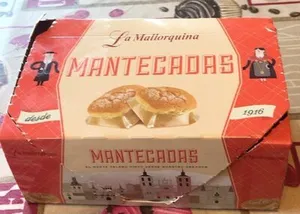 La Mallorquina
MANTECADAS
desde
1916
MANTECADAS